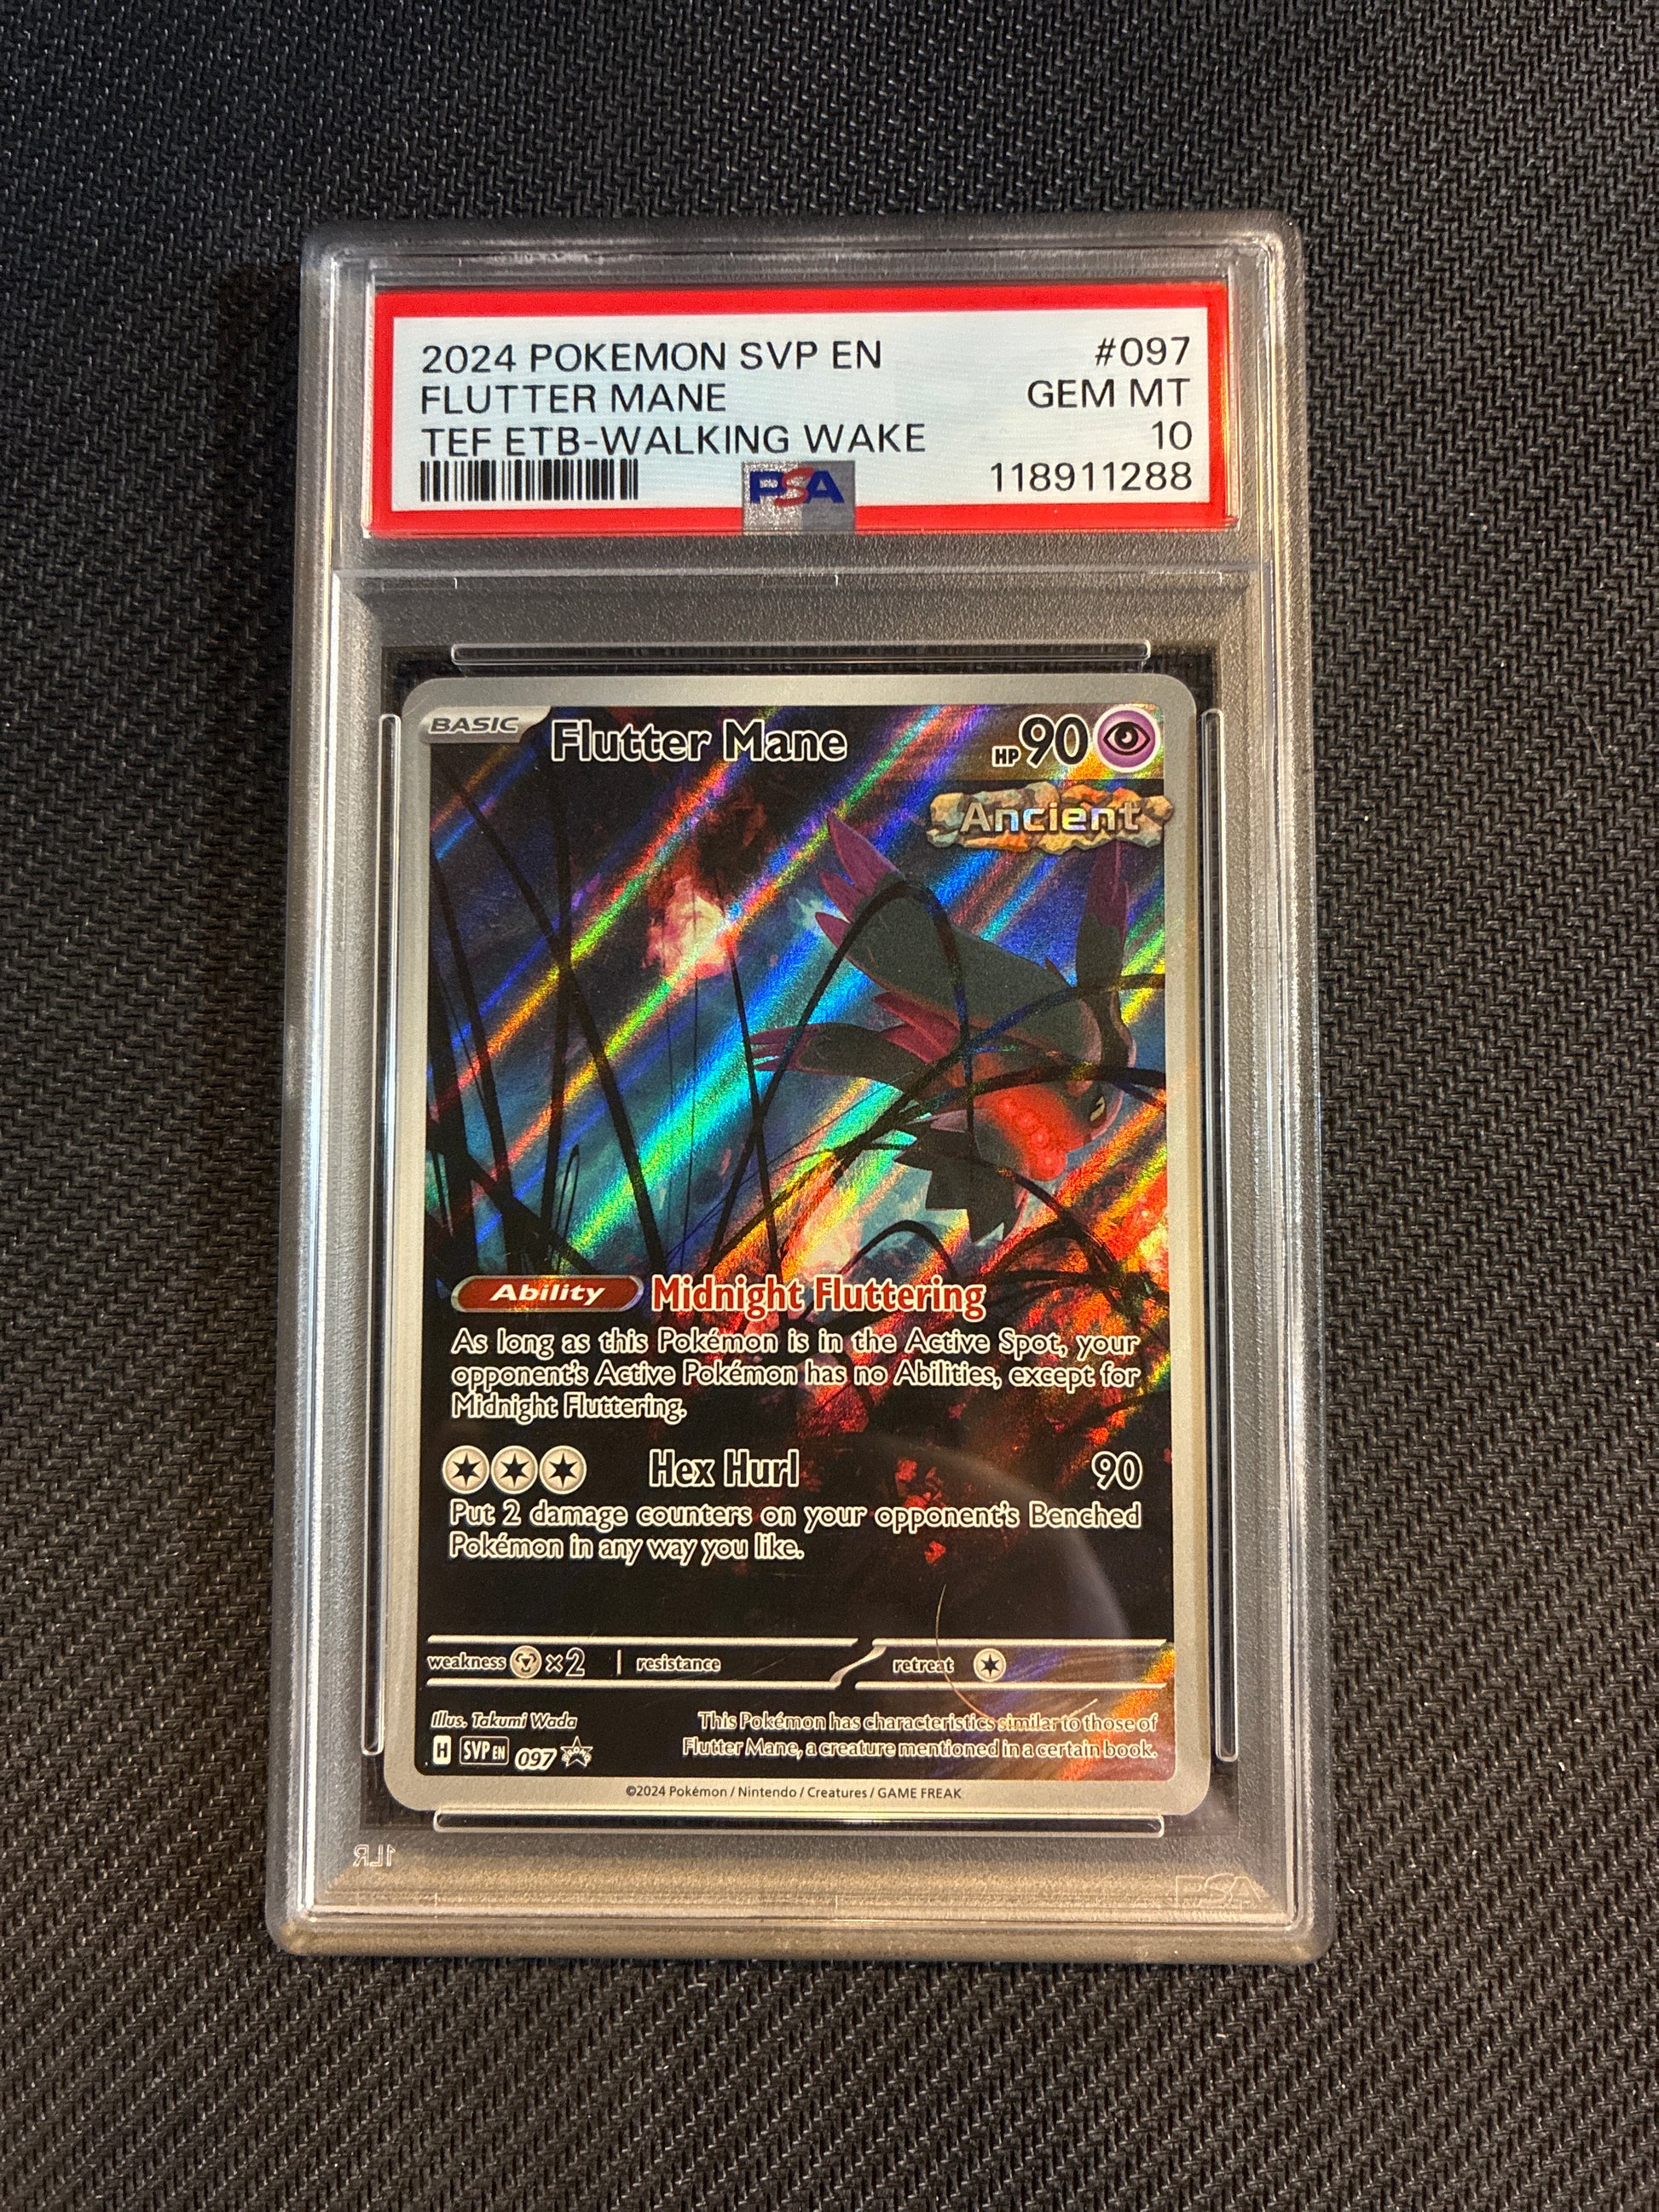 2024 POKEMON SVP EN #097
FLUTTER MANE GEM MT
TEF ETB-WALKING WAKE 10
PSA 118911288
BASIC Flutter Mane HP 90
Ancient
Ability Midnight Fluttering
As long as this Pokémon is in the Active Spot, your
opponent's Active Pokémon has no Abilities, except for
Midnight Fluttering.
Hex Hurl 90
Put 2 damage counters on your opponent's Benched
Pokémon in any way you like.
weakness ×2 resistance retreat
Illus. Takumi Wada
This Pokémon has characteristics similar to those of
Flutter Mane, a creature mentioned in a certain book.
H SVP EN 097
©2024 Pokémon / Nintendo / Creatures / GAME FREAK
1LR
PSA